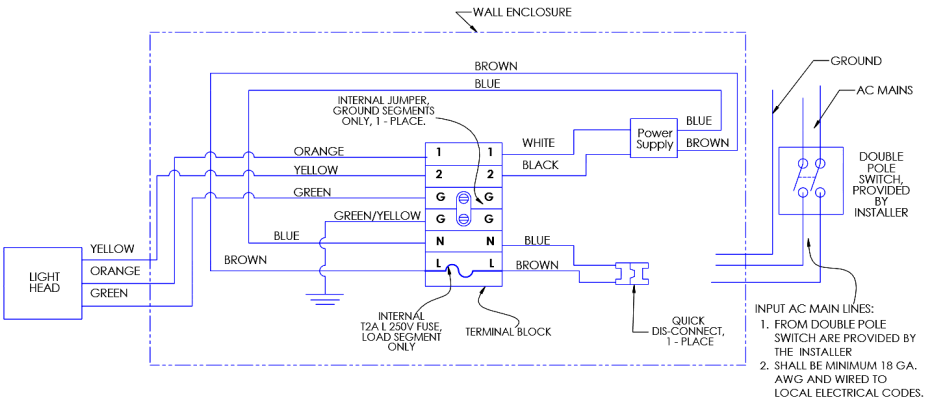 WALL ENCLOSURE
BROWN
BLUE
GROUND
AC MAINS
INTERNAL JUMPER,
GROUND SEGMENTS
ONLY, 1 - PLACE.
WHITE
BLACK
Power
Supply
BLUE
BROWN
DOUBLE
POLE
SWITCH,
PROVIDED
BY
INSTALLER
ORANGE
YELLOW
GREEN
GREEN/YELLOW
BLUE
BROWN
1 1
2 2
G G
G G
N N
L L
BLUE
BROWN
LIGHT
HEAD
YELLOW
ORANGE
GREEN
INTERNAL
T2A L 250V FUSE,
LOAD SEGMENT
ONLY
TERMINAL BLOCK
QUICK
DIS-CONNECT,
1 - PLACE
INPUT AC MAIN LINES:
1. FROM DOUBLE POLE
SWITCH ARE PROVIDED BY
THE INSTALLER
2. SHALL BE MINIMUM 18 GA.
AWG AND WIRED TO
LOCAL ELECTRICAL CODES.